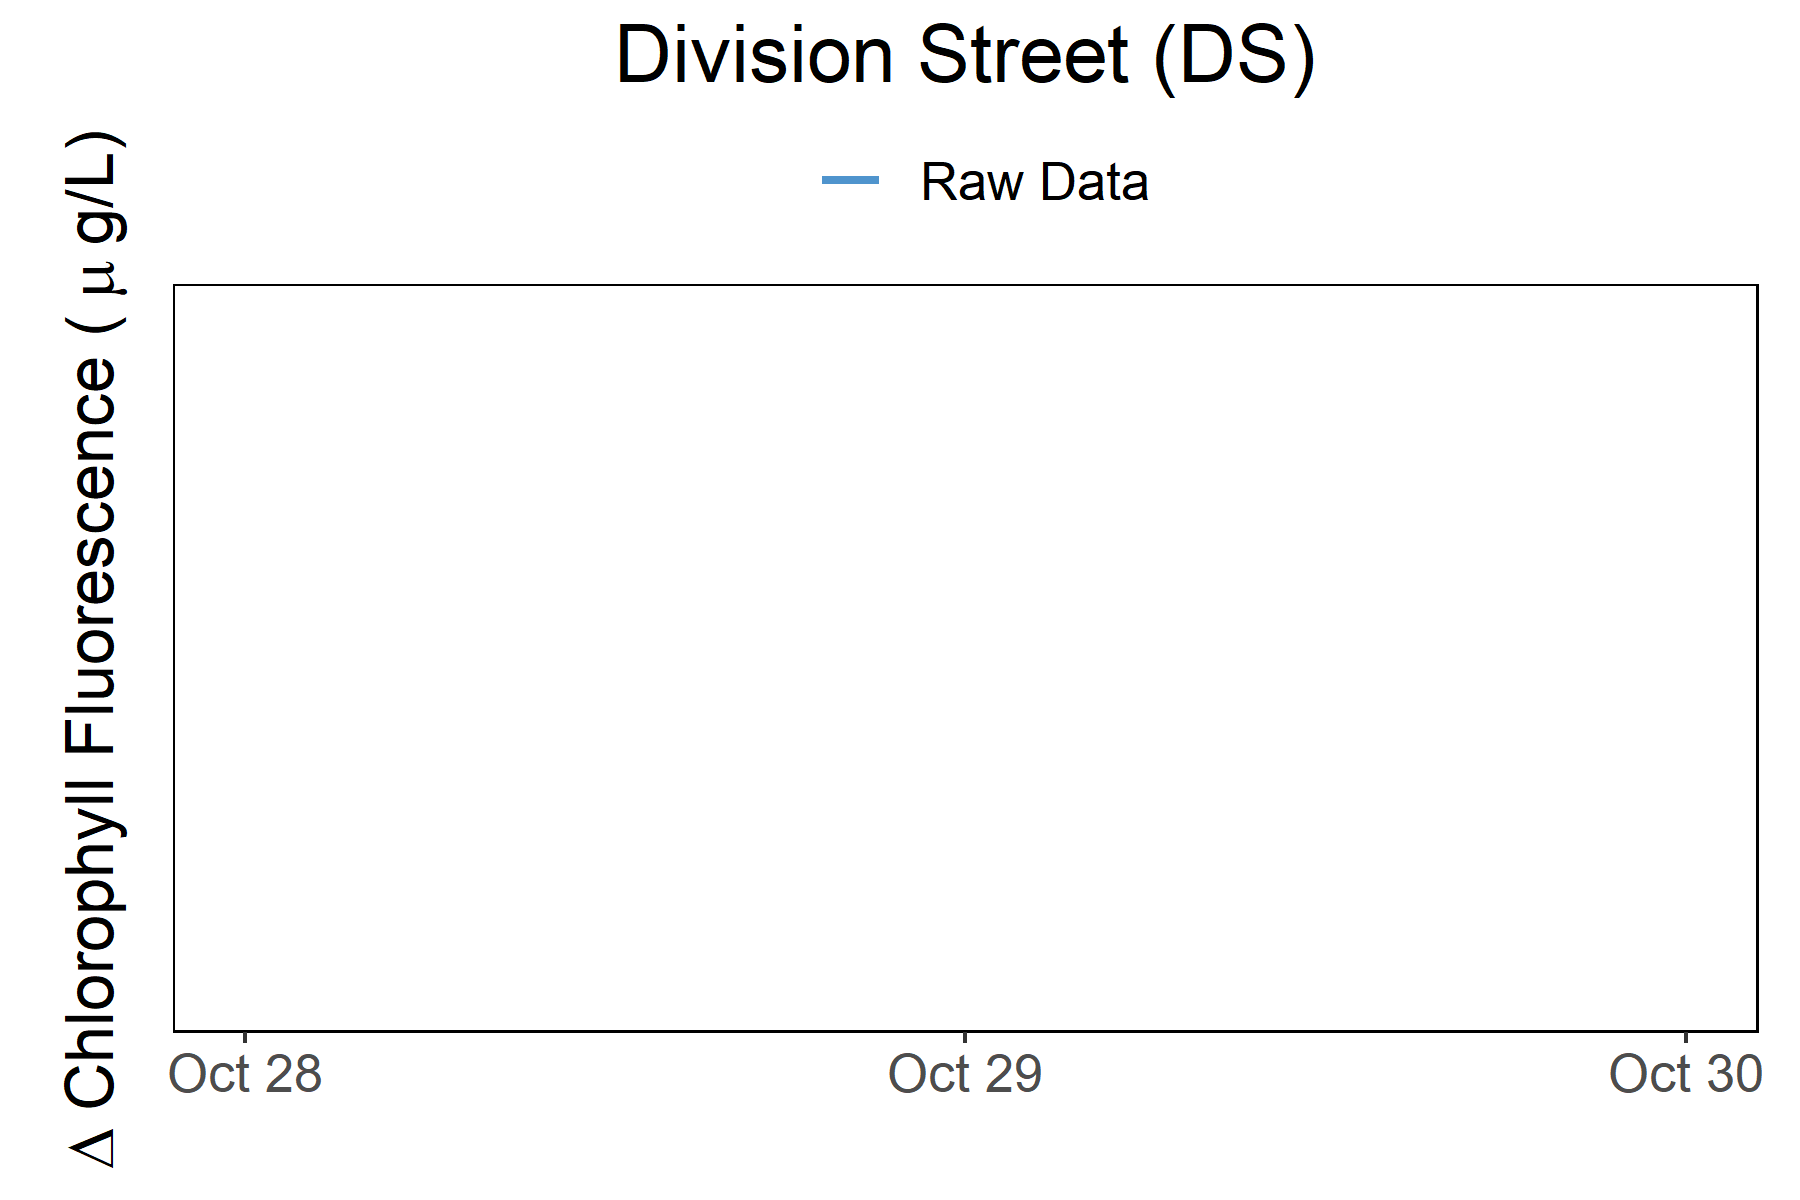 Division Street (DS)
Raw Data
Δ Chlorophyll Fluorescence ( μ g/L)
Oct 28
Oct 29
Oct 30